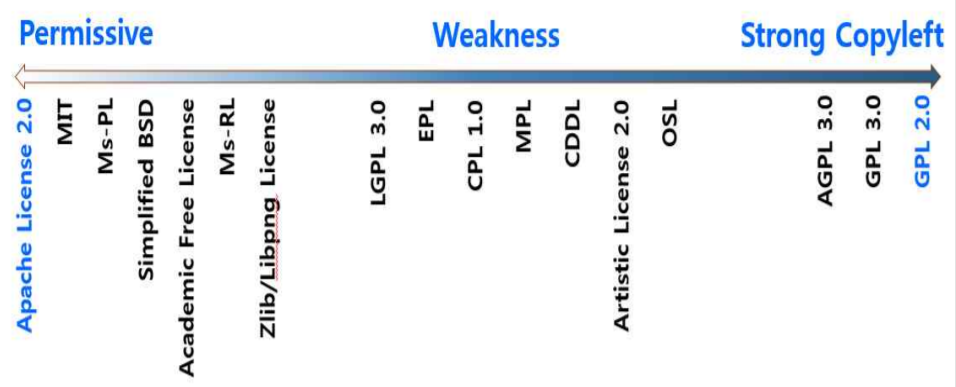 Permissive
Weakness
Strong Copyleft
Apache License 2.0
MIT
Ms-PL
Simplified BSD
Academic Free License
Ms-RL
Zlib/Libpng License
LGPL 3.0
EPL
CPL 1.0
MPL
CDDL
Artistic License 2.0
OSL
AGPL 3.0
GPL 3.0
GPL 2.0